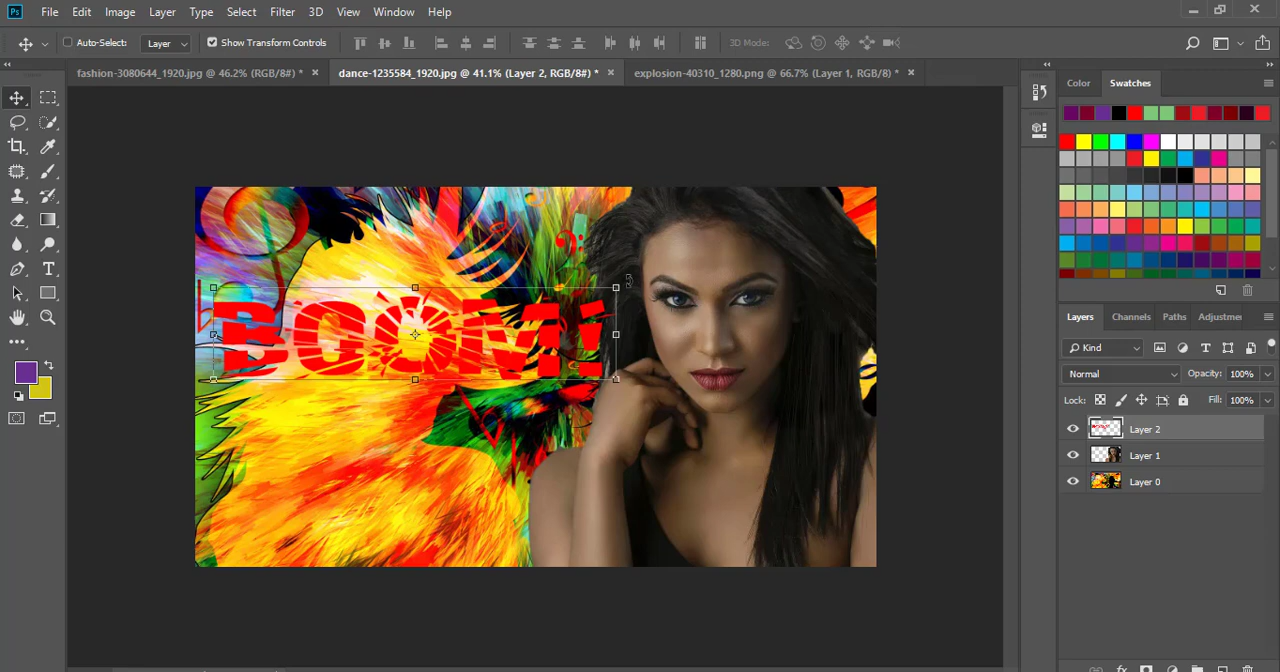 Ps File Edit Image Layer Type Select Filter 3D View Window Help
Auto-Select: Layer Show Transform Controls 3D Mode:
fashion-3080644_1920.jpg @ 46.2% (RGB/8#) * × dance-1235584_1920.jpg @ 41.1% (Layer 2, RGB/8#) * × explosion-40310_1280.png @ 66.7% (Layer 1, RGB/8) * ×
Color Swatches
BOOM!
Layers Channels Paths Adjustmen
Kind
Normal Opacity: 100%
Lock: Fill: 100%
Layer 2
Layer 1
Layer 0